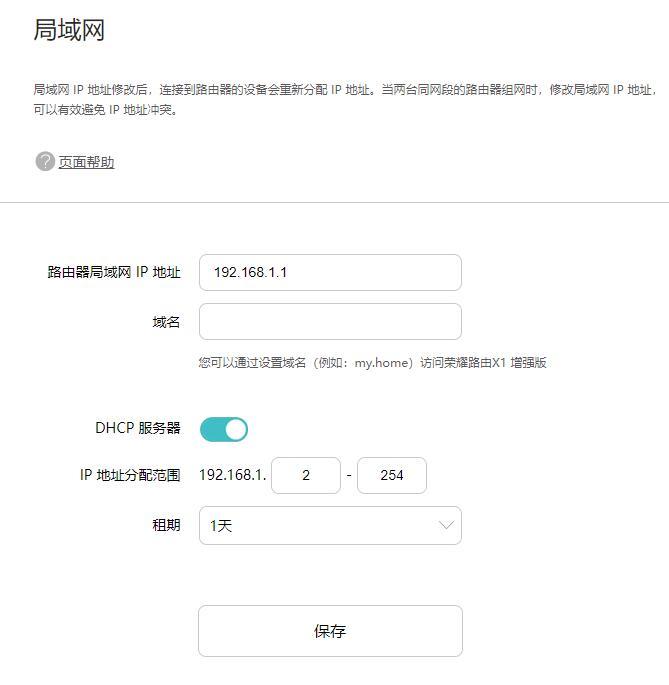 局域网
局域网 IP 地址修改后，连接到路由器的设备会重新分配 IP 地址。当两台同网段的路由器组网时，修改局域网 IP 地址，
可以有效避免 IP 地址冲突。
? 页面帮助
路由器局域网 IP 地址 192.168.1.1
域名
您可以通过设置域名（例如：my.home）访问荣耀路由X1 增强版
DHCP 服务器
IP 地址分配范围 192.168.1. 2 - 254
租期 1天
保存